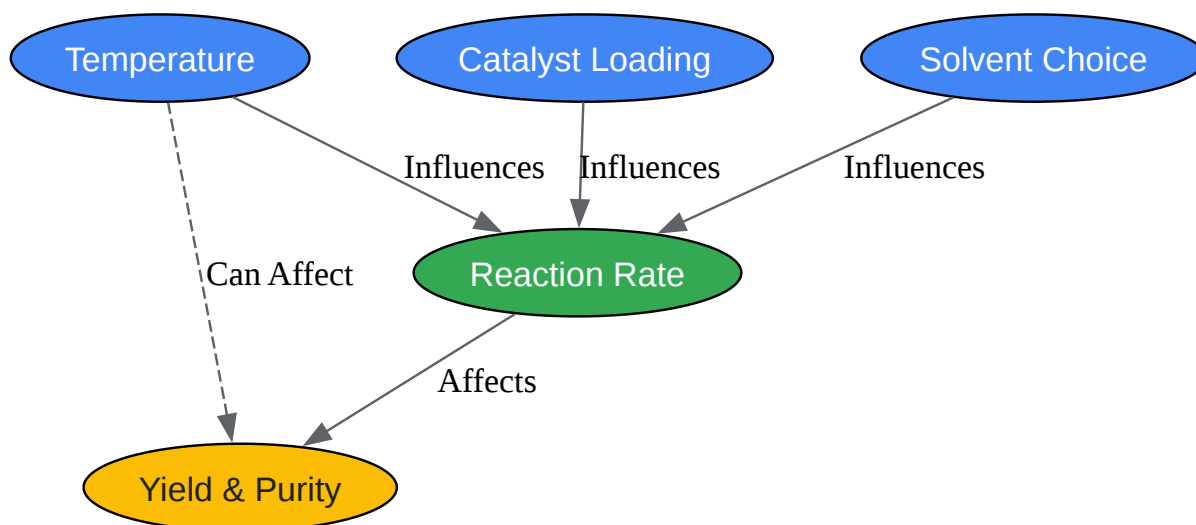 Temperature
Catalyst Loading
Solvent Choice
Influences
Influences
Influences
Can Affect
Reaction Rate
Affects
Yield & Purity